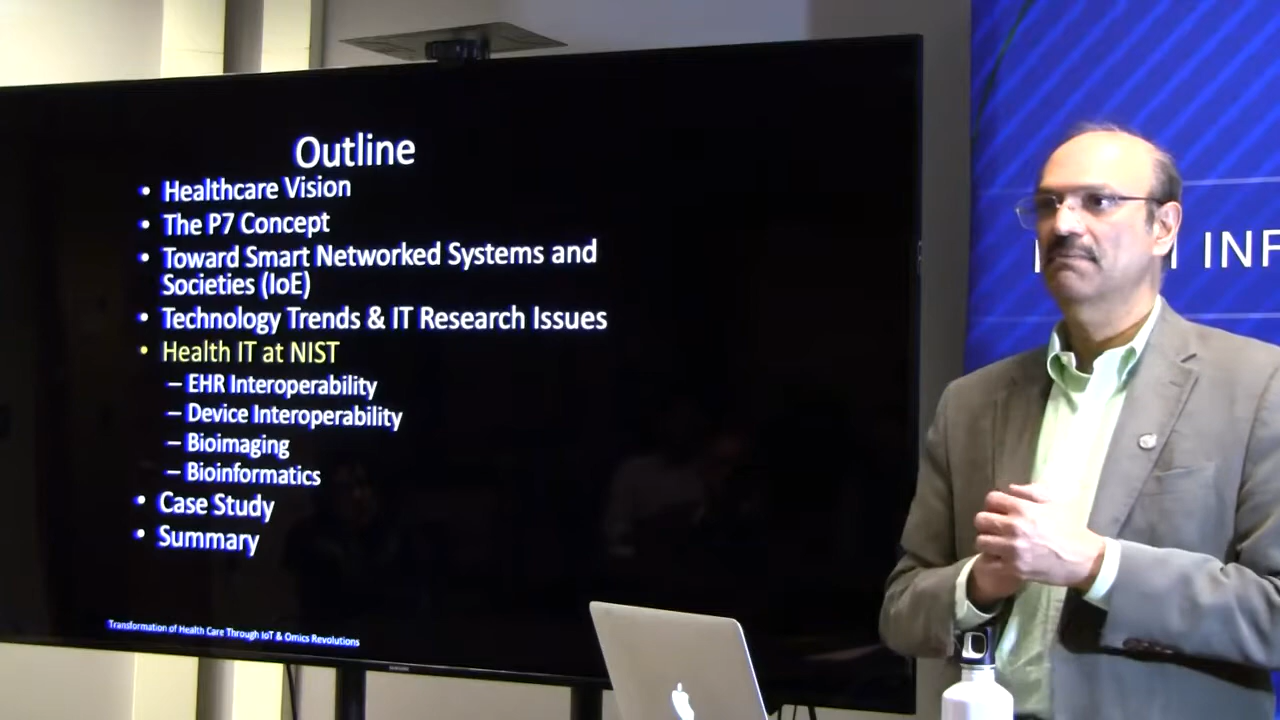 Outline
• Healthcare Vision
• The P7 Concept
• Toward Smart Networked Systems and
Societies (IoE)
• Technology Trends & IT Research Issues
• Health IT at NIST
– EHR Interoperability
– Device Interoperability
– Bioimaging
– Bioinformatics
• Case Study
• Summary
Transformation of Health Care Through IoT & Omics Revolutions
SAMSUNG
INF